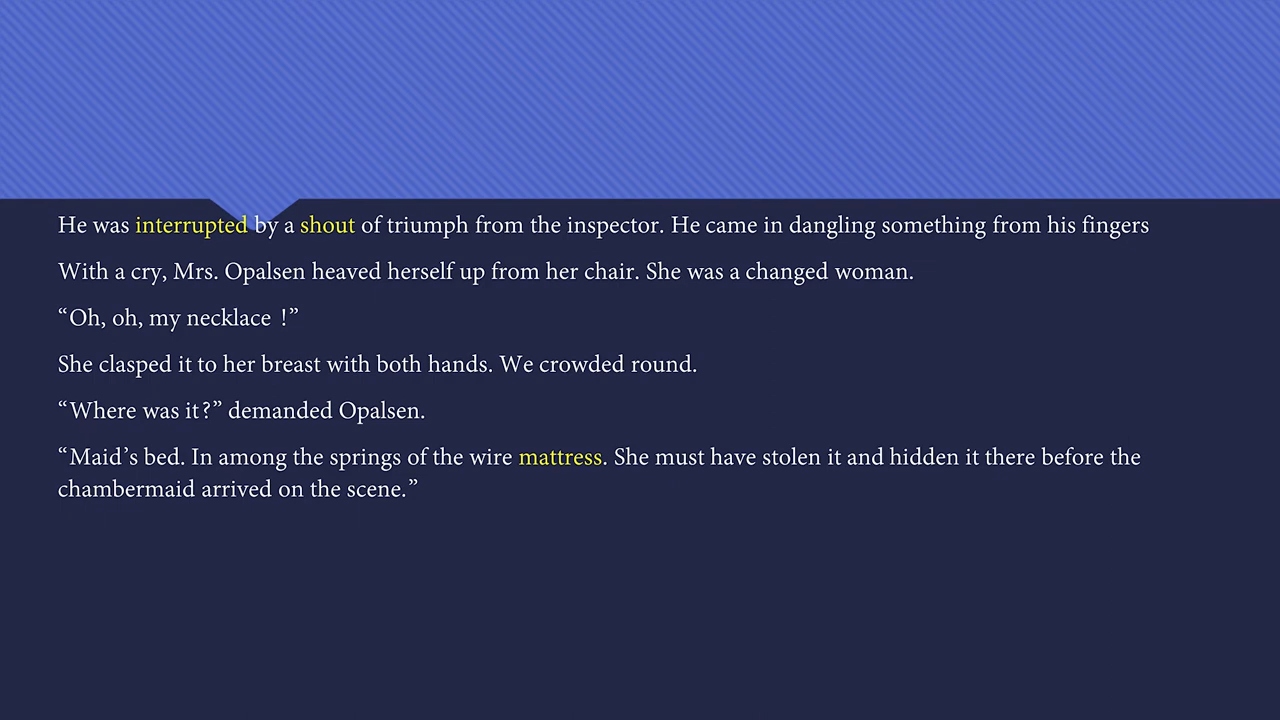 He was interrupted by a shout of triumph from the inspector. He came in dangling something from his fingers
With a cry, Mrs. Opalsen heaved herself up from her chair. She was a changed woman.
“Oh, oh, my necklace !”
She clasped it to her breast with both hands. We crowded round.
“Where was it?” demanded Opalsen.
“Maid’s bed. In among the springs of the wire mattress. She must have stolen it and hidden it there before the
chambermaid arrived on the scene.”